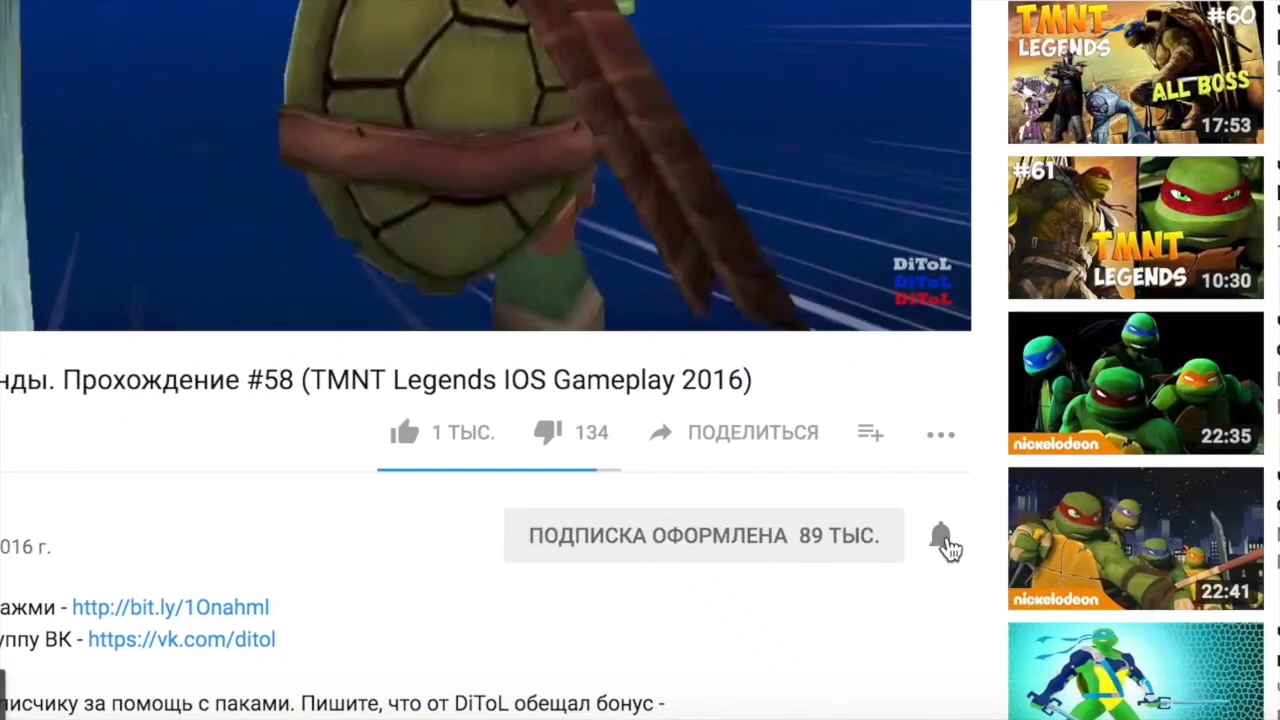 DiToL
DiToL
DiToL
нды. Прохождение #58 (TMNT Legends IOS Gameplay 2016)
1 ТЫС.
134
ПОДЕЛИТЬСЯ
ПОДПИСКА ОФОРМЛЕНА 89 ТЫС.
016 г.
ажми - http://bit.ly/1Onahml
уппу ВК - https://vk.com/ditol
писчику за помощь с паками. Пишите, что от DiToL обещал бонус -
TMNT
#60
LEGENDS
ALL BOSS
17:53
#61
TMNT
LEGENDS
10:30
nickelodeon
22:35
nickelodeon
22:41